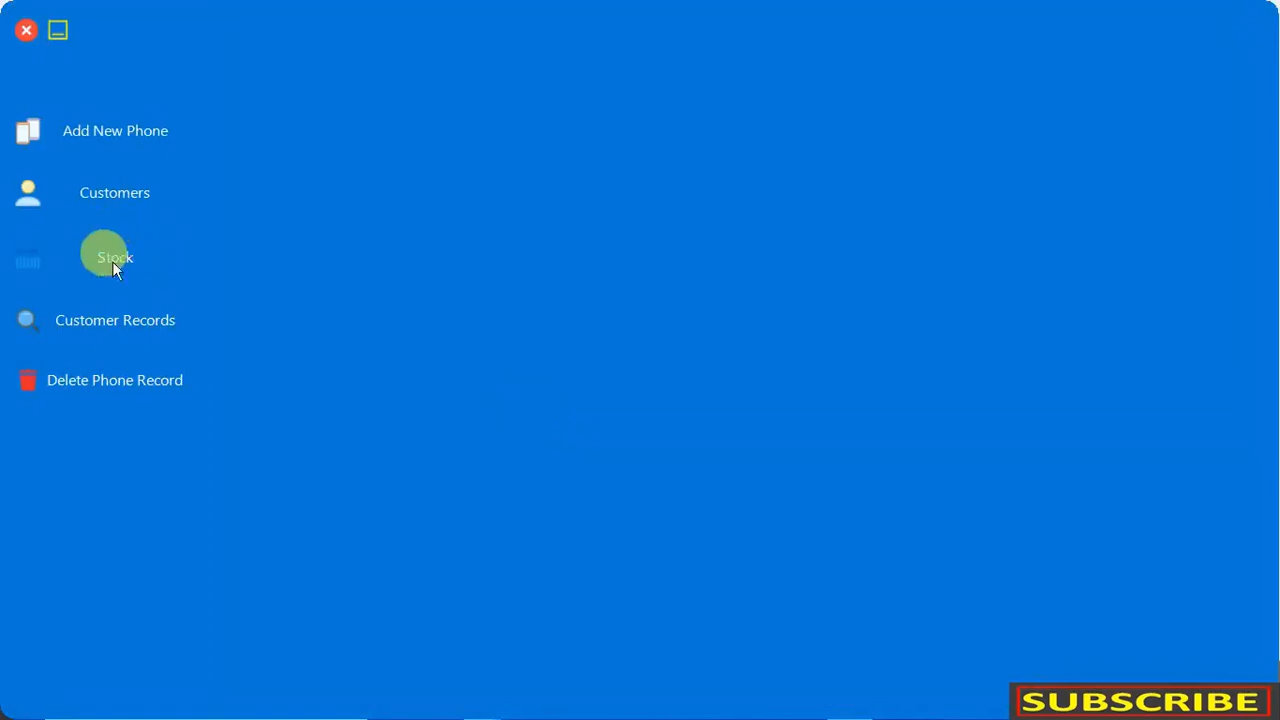 Add New Phone
Customers
Stock
Customer Records
Delete Phone Record
SUBSCRIBE